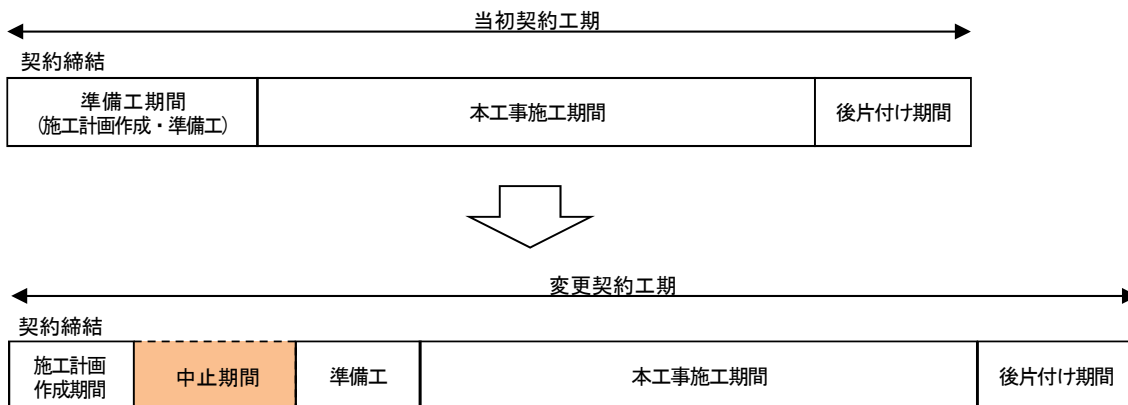 当初契約工期
契約締結
準備工期間
(施工計画作成・準備工)
本工事施工期間
後片付け期間
変更契約工期
契約締結
施工計画
作成期間
中止期間
準備工
本工事施工期間
後片付け期間